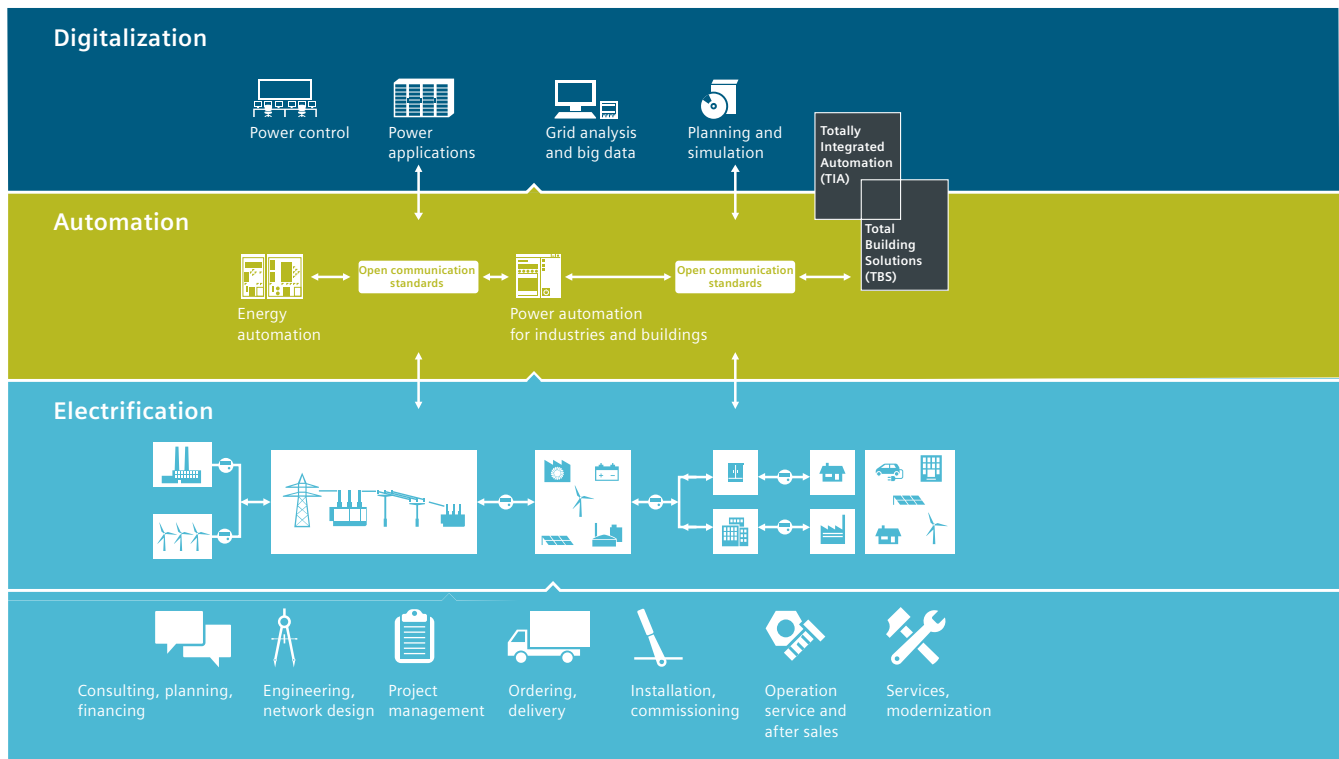 Digitalization
Power control
Power
applications
Grid analysis
and big data
Planning and
simulation
Totally
Integrated
Automation
(TIA)
Automation
Total
Building
Solutions
(TBS)
Open communication
standards
Open communication
standards
Energy
automation
Power automation
for industries and buildings
Electrification
Consulting, planning,
financing
Engineering,
network design
Project
management
Ordering,
delivery
Installation,
commissioning
Operation
service and
after sales
Services,
modernization